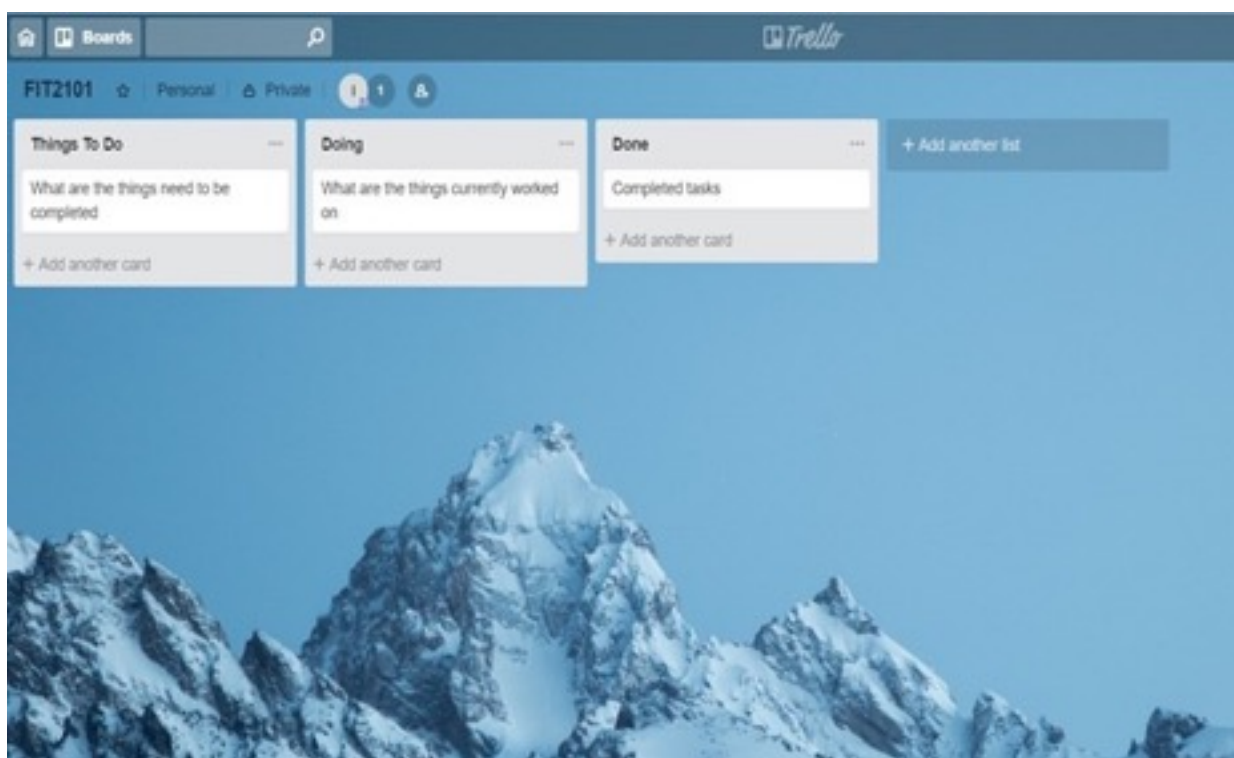 Boards
Trello
FIT2101 Personal Private 1 1
Things To Do
What are the things need to be
completed
+ Add another card
Doing
What are the things currently worked
on
+ Add another card
Done
Completed tasks
+ Add another card
+ Add another list